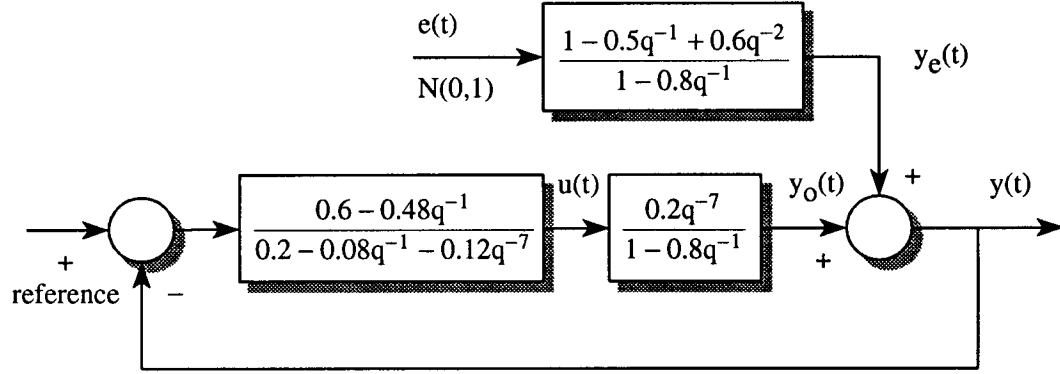 e(t)
N(0,1)
1 − 0.5q⁻¹ + 0.6q⁻²
1 − 0.8q⁻¹
yₑ(t)
+
reference
−
0.6 − 0.48q⁻¹
0.2 − 0.08q⁻¹ − 0.12q⁻⁷
u(t)
0.2q⁻⁷
1 − 0.8q⁻¹
yₒ(t)
+
+
y(t)